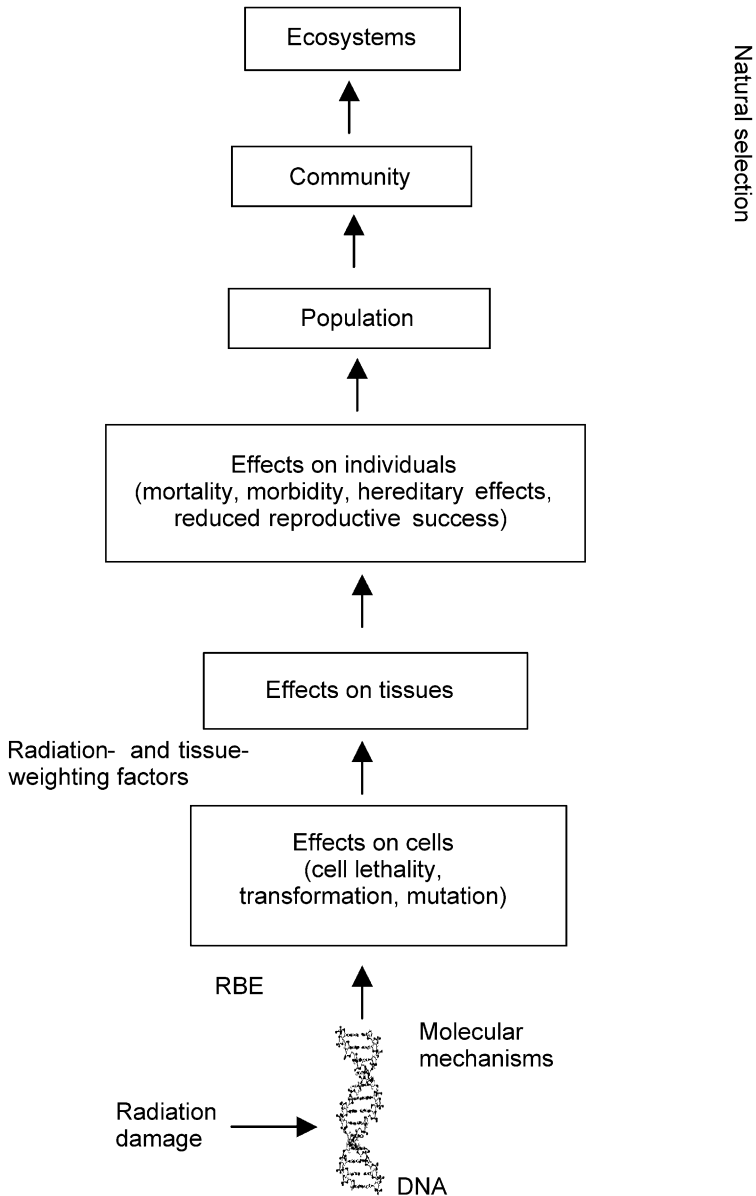 Ecosystems
Natural selection
Community
Population
Effects on individuals
(mortality, morbidity, hereditary effects,
reduced reproductive success)
Effects on tissues
Radiation- and tissue-
weighting factors
Effects on cells
(cell lethality,
transformation, mutation)
RBE
Molecular
mechanisms
Radiation
damage
DNA